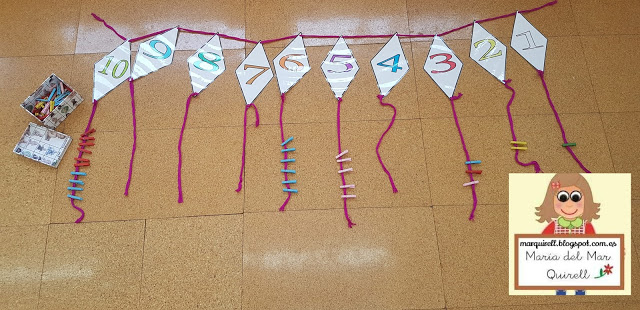 10 9 8 7 6 5 4 3 2 1
marquirell.blogspot.com.es
María del Mar
Quirell